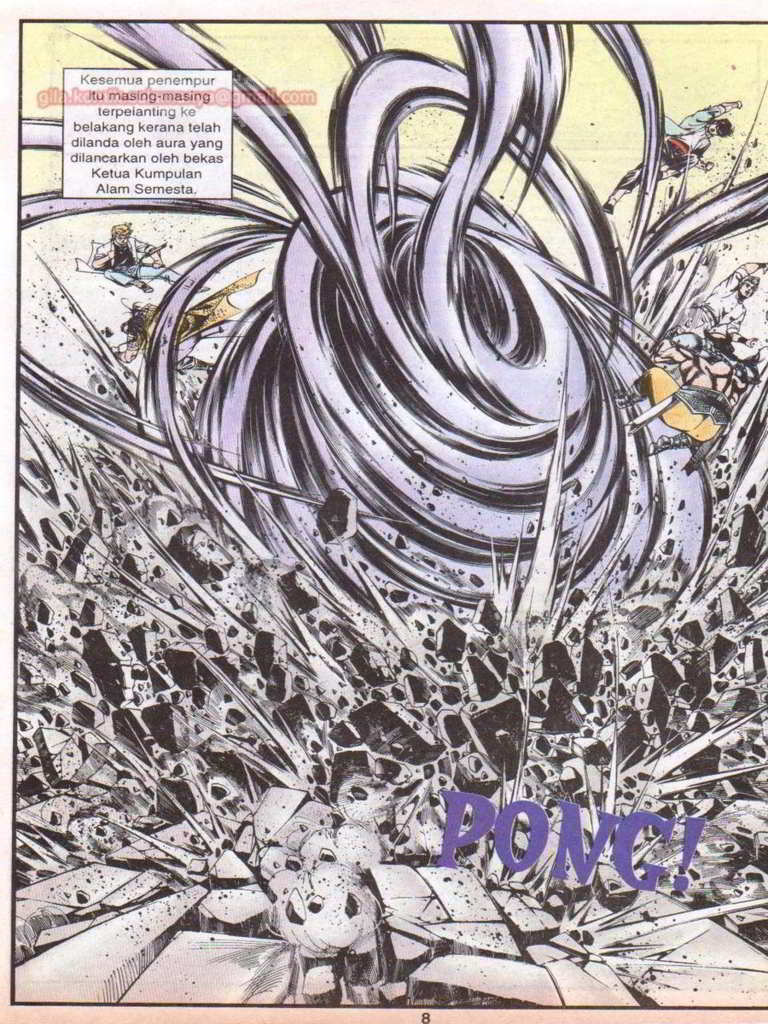 Kesemua penempur
itu masing-masing
terpelanting ke
belakang kerana telah
dilanda oleh aura yang
dilancarkan oleh bekas
Ketua Kumpulan
Alam Semesta.
PONG!
8